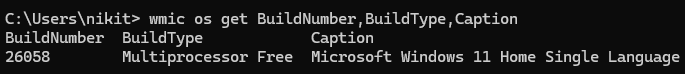 C:\Users\nikit> wmic os get BuildNumber,BuildType,Caption
BuildNumber  BuildType            Caption
26058        Multiprocessor Free  Microsoft Windows 11 Home Single Language